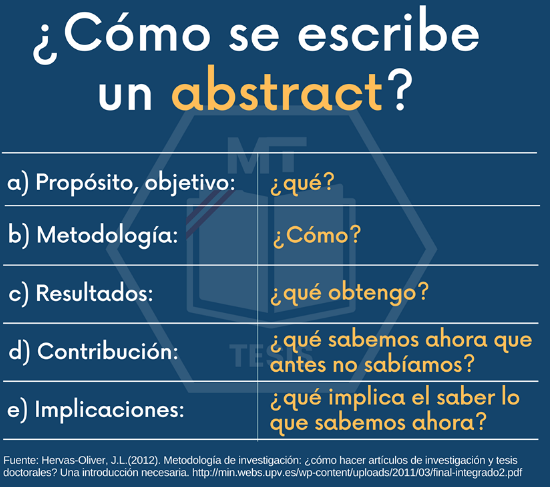 ¿Cómo se escribe
un abstract?
MT
a) Propósito, objetivo: ¿qué?
b) Metodología: ¿Cómo?
c) Resultados: ¿qué obtengo?
d) Contribución: ¿qué sabemos ahora que
antes no sabíamos?
TESIS
e) Implicaciones: ¿qué implica el saber lo
que sabemos ahora?
Fuente: Hervas-Oliver, J.L.(2012). Metodología de investigación: ¿cómo hacer artículos de investigación y tesis
doctorales? Una introducción necesaria. http://min.webs.upv.es/wp-content/uploads/2011/03/final-integrado2.pdf